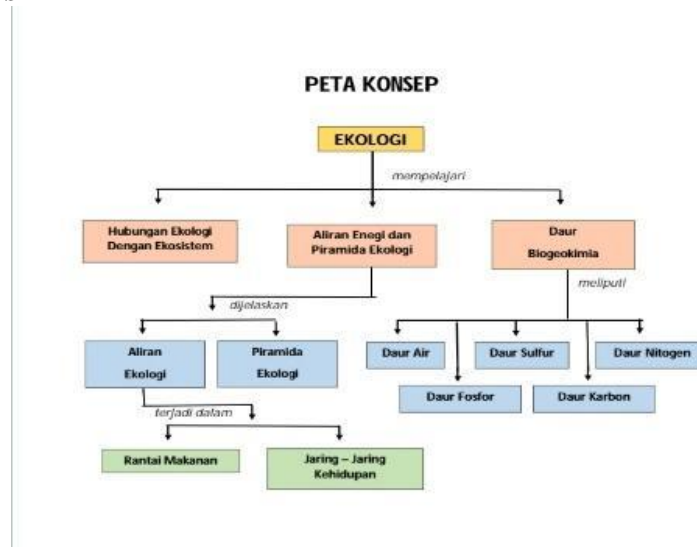 PETA KONSEP
EKOLOGI
mempelajari
Hubungan Ekologi
Dengan Ekosistem
Aliran Enegi dan
Piramida Ekologi
Daur
Biogeokimia
meliputi
dijelaskan
Aliran
Ekologi
Piramida
Ekologi
Daur Air
Daur Sulfur
Daur Nitogen
Daur Fosfor
Daur Karbon
terjadi dalam
Rantai Makanan
Jaring – Jaring
Kehidupan